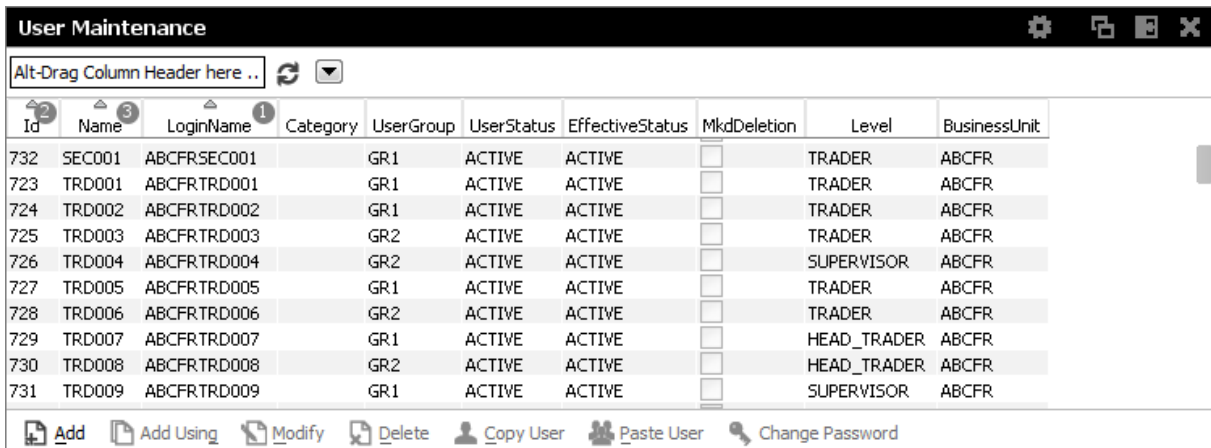 User Maintenance
Alt-Drag Column Header here ..
Id 2 Name 3 LoginName 1 Category UserGroup UserStatus EffectiveStatus MkdDeletion Level BusinessUnit
732 SEC001 ABCFRSEC001 GR1 ACTIVE ACTIVE TRADER ABCFR
723 TRD001 ABCFRTRD001 GR1 ACTIVE ACTIVE TRADER ABCFR
724 TRD002 ABCFRTRD002 GR1 ACTIVE ACTIVE TRADER ABCFR
725 TRD003 ABCFRTRD003 GR2 ACTIVE ACTIVE TRADER ABCFR
726 TRD004 ABCFRTRD004 GR2 ACTIVE ACTIVE SUPERVISOR ABCFR
727 TRD005 ABCFRTRD005 GR1 ACTIVE ACTIVE TRADER ABCFR
728 TRD006 ABCFRTRD006 GR2 ACTIVE ACTIVE TRADER ABCFR
729 TRD007 ABCFRTRD007 GR1 ACTIVE ACTIVE HEAD_TRADER ABCFR
730 TRD008 ABCFRTRD008 GR2 ACTIVE ACTIVE HEAD_TRADER ABCFR
731 TRD009 ABCFRTRD009 GR1 ACTIVE ACTIVE SUPERVISOR ABCFR
Add Add Using Modify Delete Copy User Paste User Change Password